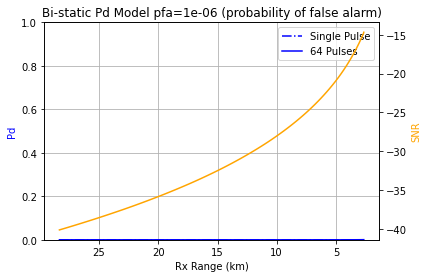 Bi-static Pd Model pfa=1e-06 (probability of false alarm)
Single Pulse
64 Pulses
1.0
0.8
0.6
0.4
0.2
0.0
Pd
−15
−20
−25
−30
−35
−40
SNR
25 20 15 10 5
Rx Range (km)